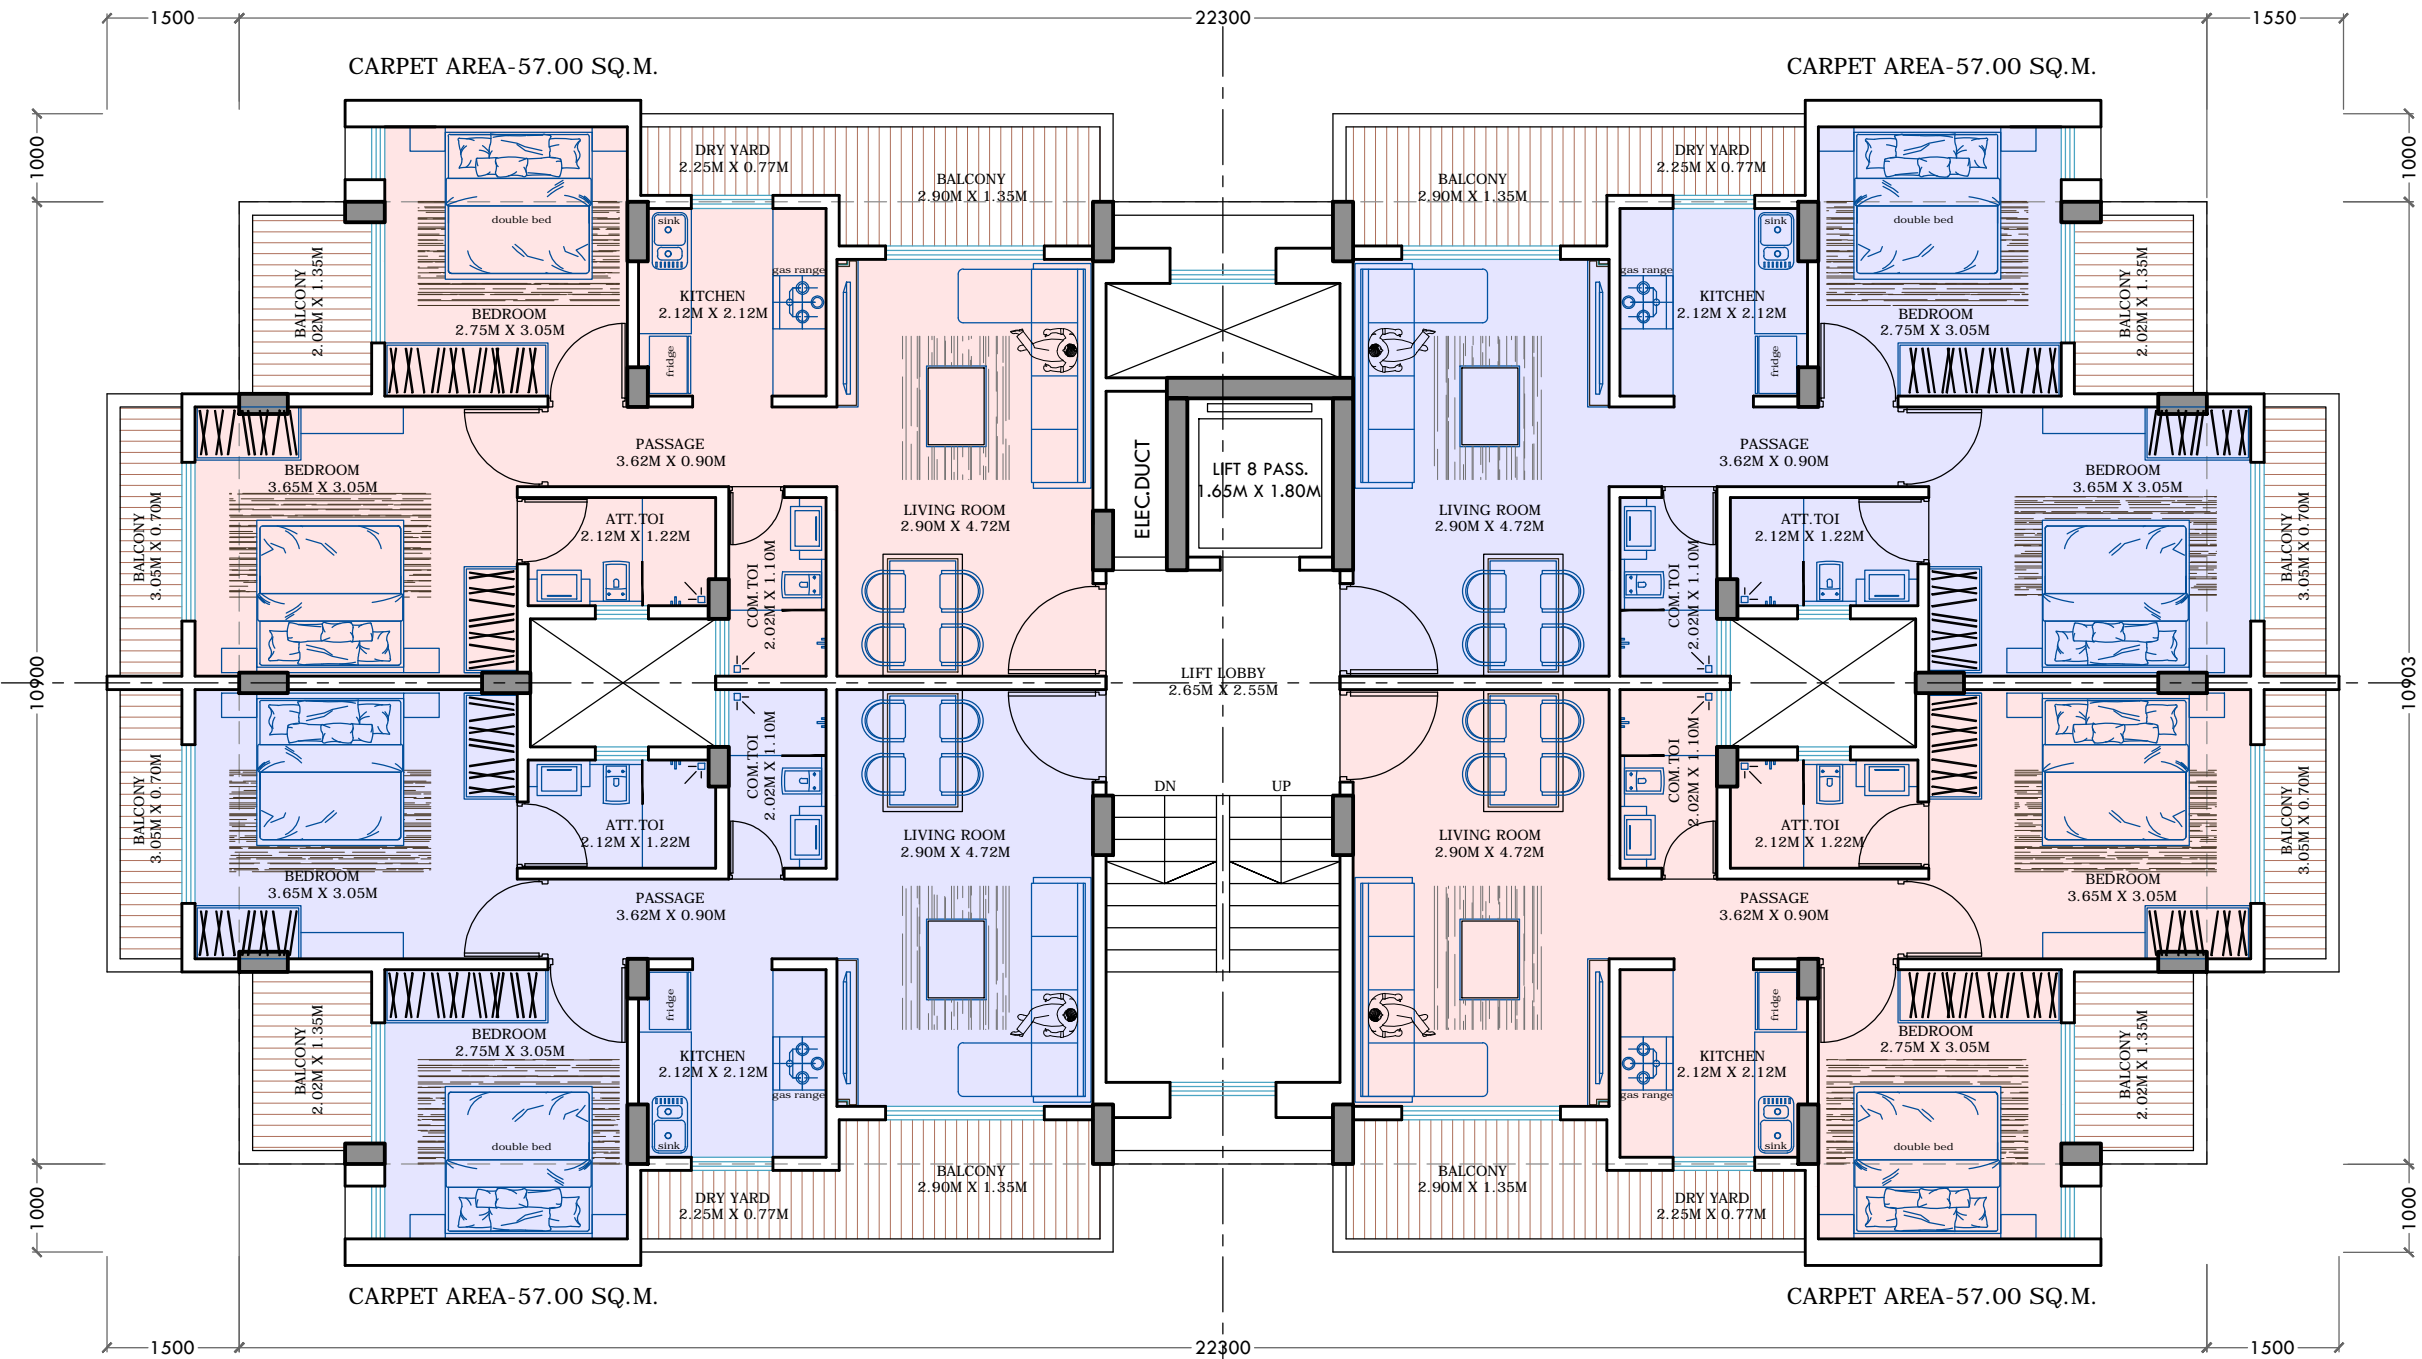 1500
22300
1550
CARPET AREA-57.00 SQ.M.
CARPET AREA-57.00 SQ.M.
1000
1000
DRY YARD
2.25M X 0.77M
BALCONY
2.90M X 1.35M
BALCONY
2.90M X 1.35M
DRY YARD
2.25M X 0.77M
double bed
sink
sink
double bed
BALCONY
2.02M X 1.35M
gas range
gas range
BALCONY
2.02M X 1.35M
BEDROOM
2.75M X 3.05M
KITCHEN
2.12M X 2.12M
KITCHEN
2.12M X 2.12M
BEDROOM
2.75M X 3.05M
fridge
fridge
PASSAGE
3.62M X 0.90M
ELEC.DUCT
LIFT 8 PASS.
1.65M X 1.80M
PASSAGE
3.62M X 0.90M
BEDROOM
3.65M X 3.05M
BEDROOM
3.65M X 3.05M
BALCONY
3.05M X 0.70M
ATT.TOI
2.12M X 1.22M
LIVING ROOM
2.90M X 4.72M
LIVING ROOM
2.90M X 4.72M
ATT.TOI
2.12M X 1.22M
BALCONY
3.05M X 0.70M
COM.TOI
2.02M X 1.10M
COM.TOI
2.02M X 1.10M
10900
LIFT LOBBY
2.65M X 2.55M
10903
COM.TOI
2.02M X 1.10M
COM.TOI
2.02M X 1.10M
DN
UP
BALCONY
3.05M X 0.70M
ATT.TOI
2.12M X 1.22M
LIVING ROOM
2.90M X 4.72M
LIVING ROOM
2.90M X 4.72M
ATT.TOI
2.12M X 1.22M
BALCONY
3.05M X 0.70M
BEDROOM
3.65M X 3.05M
BEDROOM
3.65M X 3.05M
PASSAGE
3.62M X 0.90M
PASSAGE
3.62M X 0.90M
fridge
fridge
BALCONY
2.02M X 1.35M
BEDROOM
2.75M X 3.05M
KITCHEN
2.12M X 2.12M
KITCHEN
2.12M X 2.12M
BEDROOM
2.75M X 3.05M
BALCONY
2.02M X 1.35M
gas range
gas range
double bed
sink
sink
double bed
BALCONY
2.90M X 1.35M
BALCONY
2.90M X 1.35M
DRY YARD
2.25M X 0.77M
DRY YARD
2.25M X 0.77M
1000
1000
CARPET AREA-57.00 SQ.M.
CARPET AREA-57.00 SQ.M.
1500
22300
1500